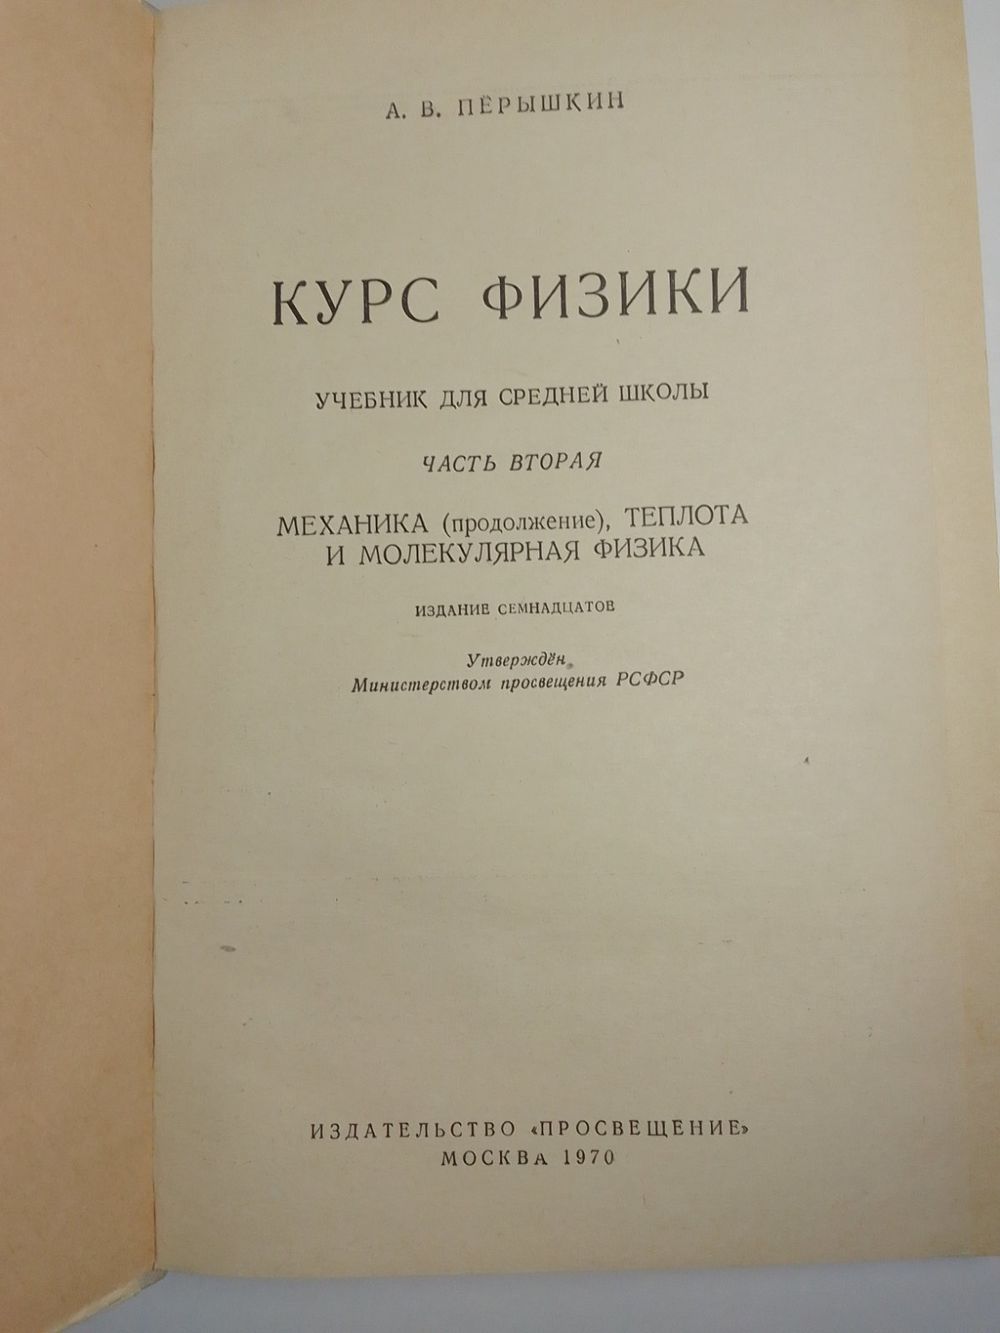 А. В. ПЁРЫШКИН
КУРС ФИЗИКИ
УЧЕБНИК ДЛЯ СРЕДНЕЙ ШКОЛЫ
ЧАСТЬ ВТОРАЯ
МЕХАНИКА (продолжение), ТЕПЛОТА
И МОЛЕКУЛЯРНАЯ ФИЗИКА
ИЗДАНИЕ СЕМНАДЦАТОЕ
Утверждён
Министерством просвещения РСФСР
ИЗДАТЕЛЬСТВО «ПРОСВЕЩЕНИЕ»
МОСКВА 1970